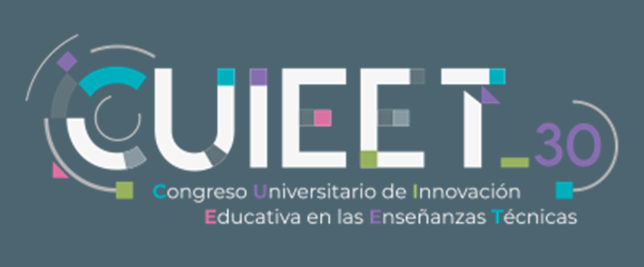 CUIEET_30
Congreso Universitario de Innovación
Educativa en las Enseñanzas Técnicas